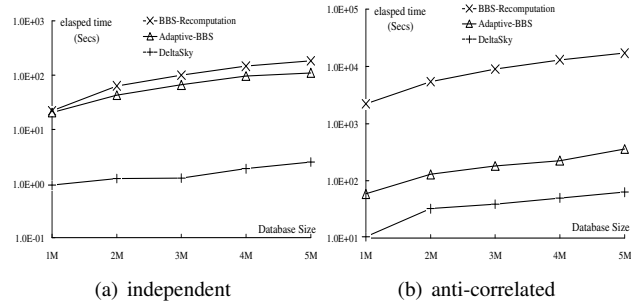 elasped time
(Secs)
BBS-Recomputation
Adaptive-BBS
DeltaSky
1.0E+03
1.0E+02
1.0E+01
1.0E+00
1.0E-01
Database Size
1M 2M 3M 4M 5M
(a) independent
elapsed time
(Secs)
BBS-Recomputation
Adaptive-BBS
DeltaSky
1.0E+05
1.0E+04
1.0E+03
1.0E+02
1.0E+01
Database Size
1M 2M 3M 4M 5M
(b) anti-correlated